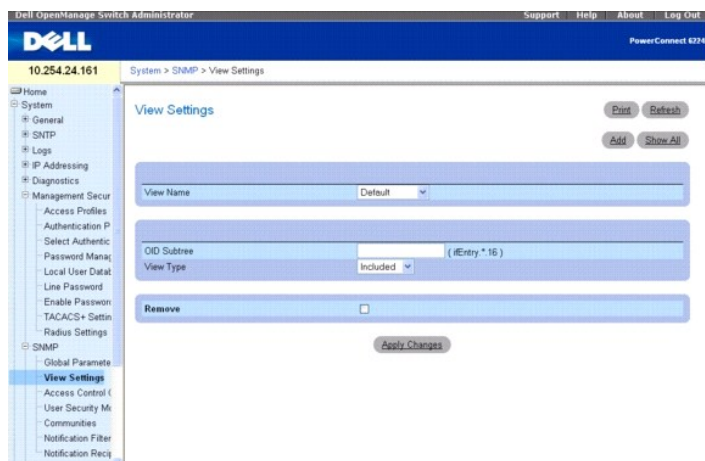 Dell OpenManage Switch Administrator Support Help About Log Out
DELL
PowerConnect 6224
10.254.24.161
System > SNMP > View Settings
Home
System
General
SNTP
Logs
IP Addressing
Diagnostics
Management Secur
Access Profiles
Authentication P
Select Authentic
Password Manag
Local User Datab
Line Password
Enable Passwor
TACACS+ Settin
Radius Settings
SNMP
Global Paramete
View Settings
Access Control
User Security Mo
Communities
Notification Filter
Notification Recip
View Settings
Print Refresh
Add Show All
View Name Default
OID Subtree ( ifEntry.*.16 )
View Type Included
Remove
Apply Changes